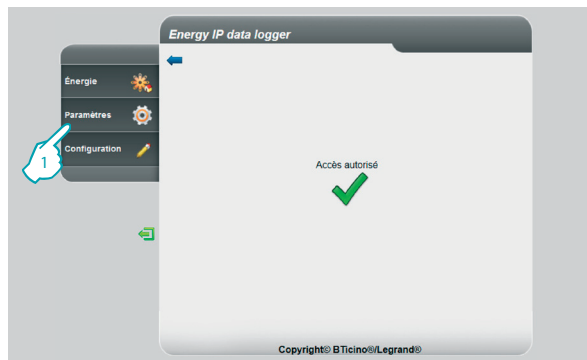 Energy IP data logger
Énergie
Paramètres
Configuration
1
Accès autorisé
Copyright© BTicino®/Legrand®